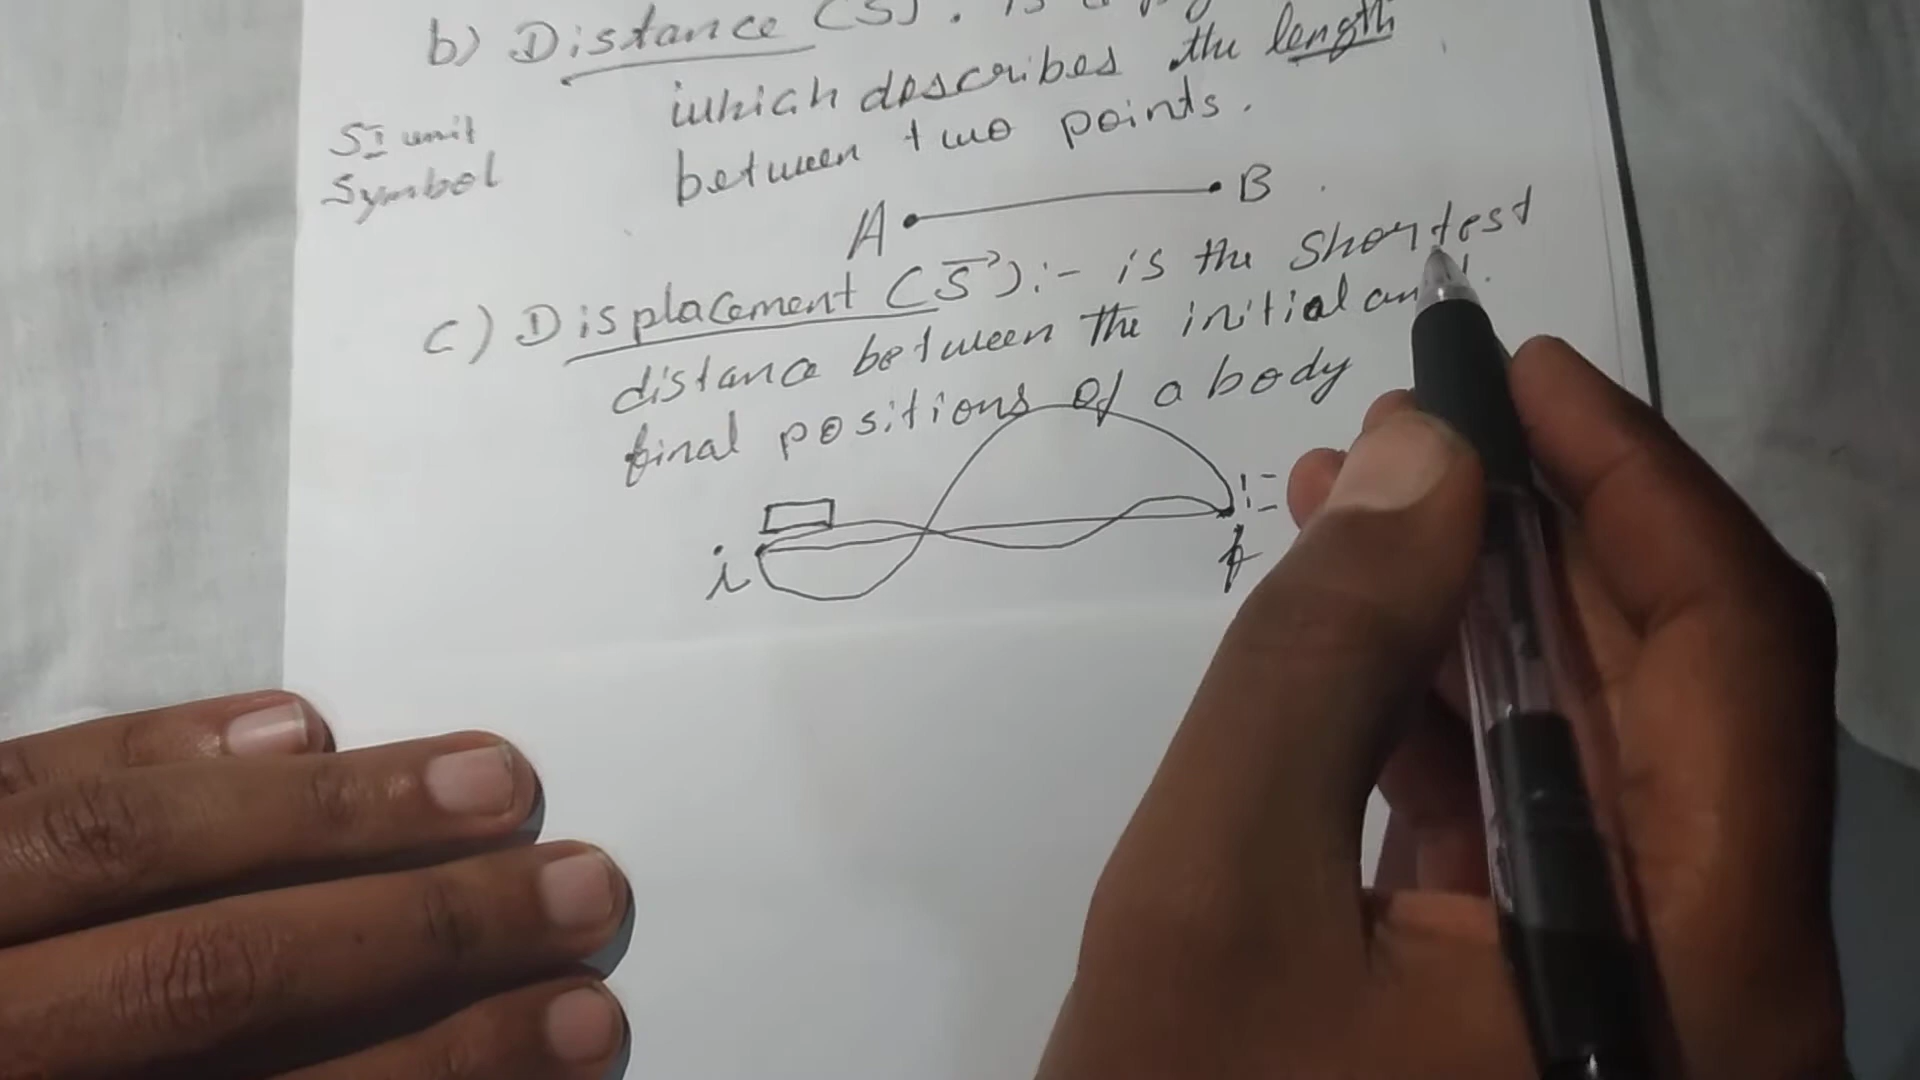 b) Distance (S). is a
which describes the length
between two points.
SI unit
Symbol
A B
c) Displacement (S⃗):- is the Shortest
distance between the initial
final positions of a body
i f